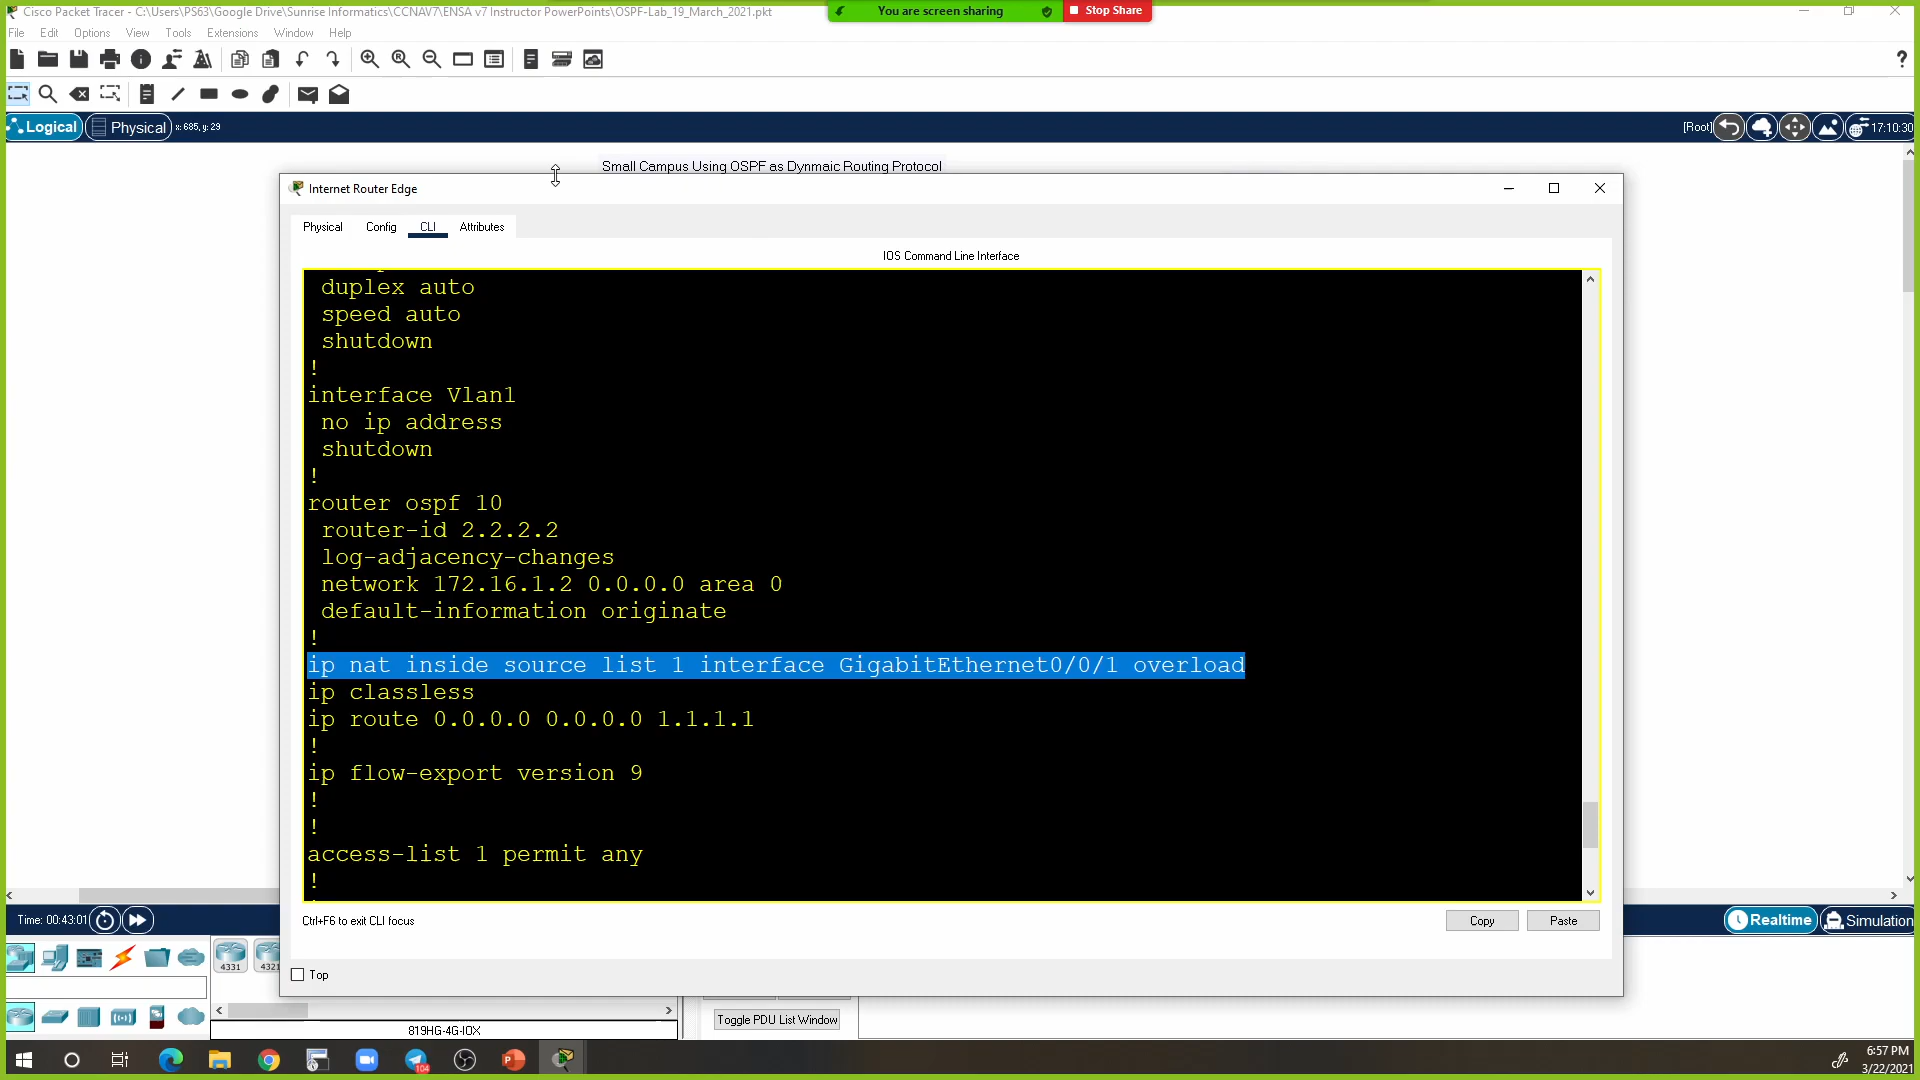 Cisco Packet Tracer - C:\Users\PS63\Google Drive\Sunrise Informatics\CCNAV7\ENSA v7 Instructor PowerPoints\OSPF-Lab_19_March_2021.pkt
You are screen sharing
Stop Share
File Edit Options View Tools Extensions Window Help
Logical Physical x: 685, y: 29
[Root] 17:10:30
Small Campus Using OSPF as Dynmaic Routing Protocol
Internet Router Edge
Physical Config CLI Attributes
IOS Command Line Interface
duplex auto
speed auto
shutdown
!
interface Vlan1
no ip address
shutdown
!
router ospf 10
router-id 2.2.2.2
log-adjacency-changes
network 172.16.1.2 0.0.0.0 area 0
default-information originate
!
ip nat inside source list 1 interface GigabitEthernet0/0/1 overload
ip classless
ip route 0.0.0.0 0.0.0.0 1.1.1.1
!
ip flow-export version 9
!
!
access-list 1 permit any
!
Ctrl+F6 to exit CLI focus
Copy Paste
Top
Time: 00:43:01
Realtime Simulation
4331 4321
819HG-4G-IOX
Toggle PDU List Window
104
6:57 PM
3/22/2021